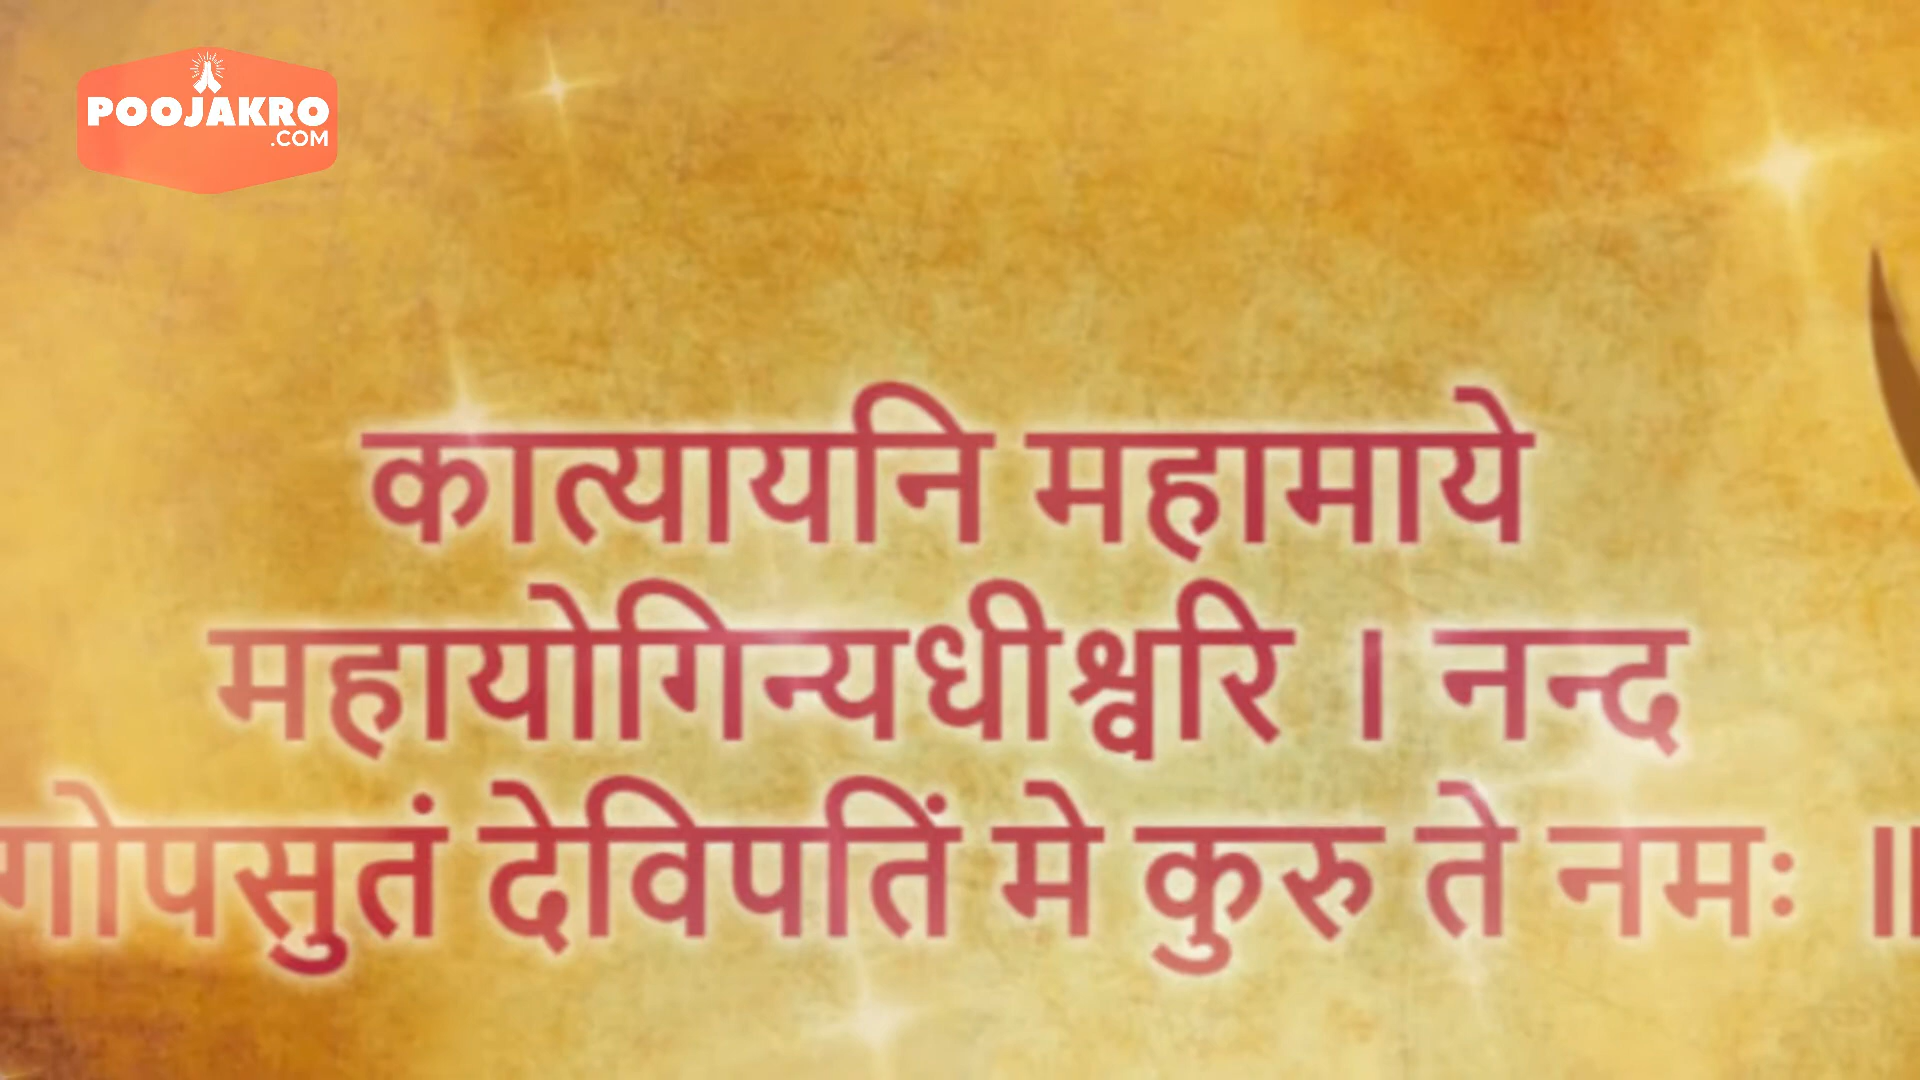 POOJAKRO
.COM
कात्यायनि महामाये
महायोगिन्यधीश्वरि । नन्द
गोपसुतं देविपतिं मे कुरु ते नमः ॥